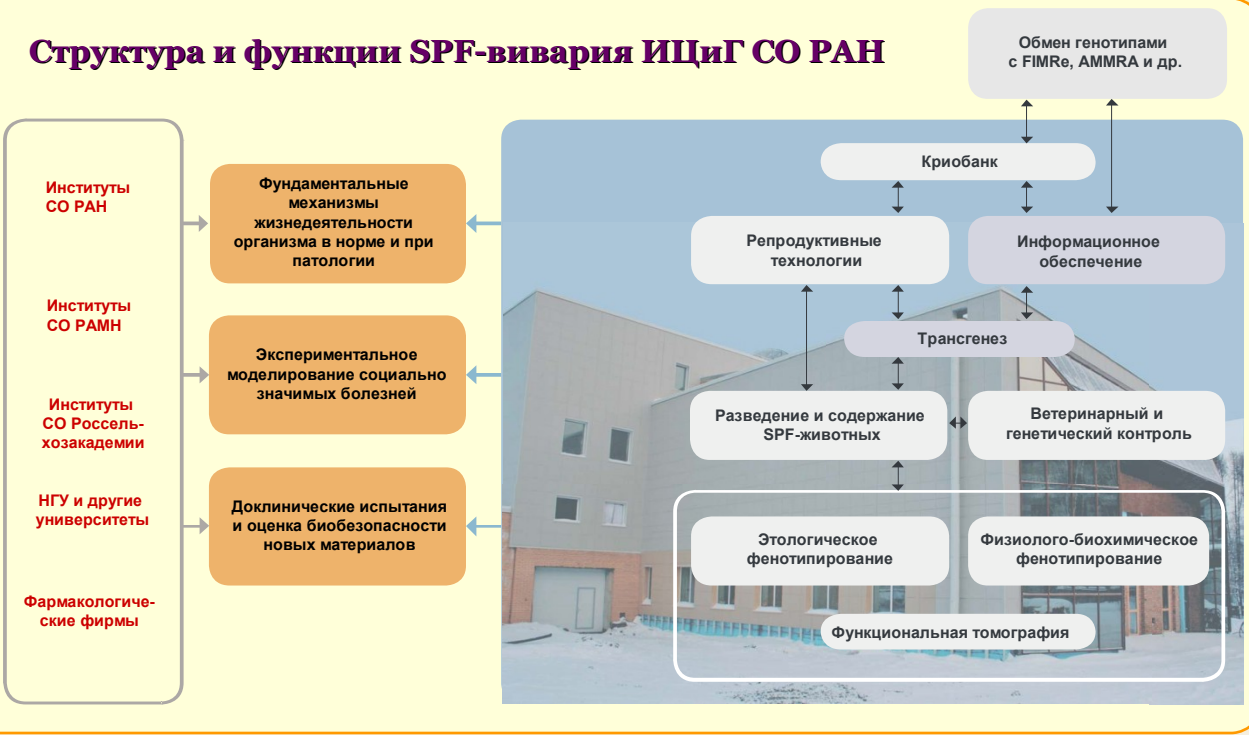 Структура и функции SPF-вивария ИЦиГ СО РАН
Обмен генотипами
с FIMRe, AMMRA и др.
Институты
СО РАН
Институты
СО РАМН
Институты
СО Россель-
хозакадемии
НГУ и другие
университеты
Фармакологиче-
ские фирмы
Фундаментальные
механизмы
жизнедеятельности
организма в норме и при
патологии
Экспериментальное
моделирование социально
значимых болезней
Доклинические испытания
и оценка биобезопасности
новых материалов
Криобанк
Репродуктивные
технологии
Информационное
обеспечение
Трансгенез
Разведение и содержание
SPF-животных
Ветеринарный и
генетический контроль
Этологическое
фенотипирование
Физиолого-биохимическое
фенотипирование
Функциональная томография